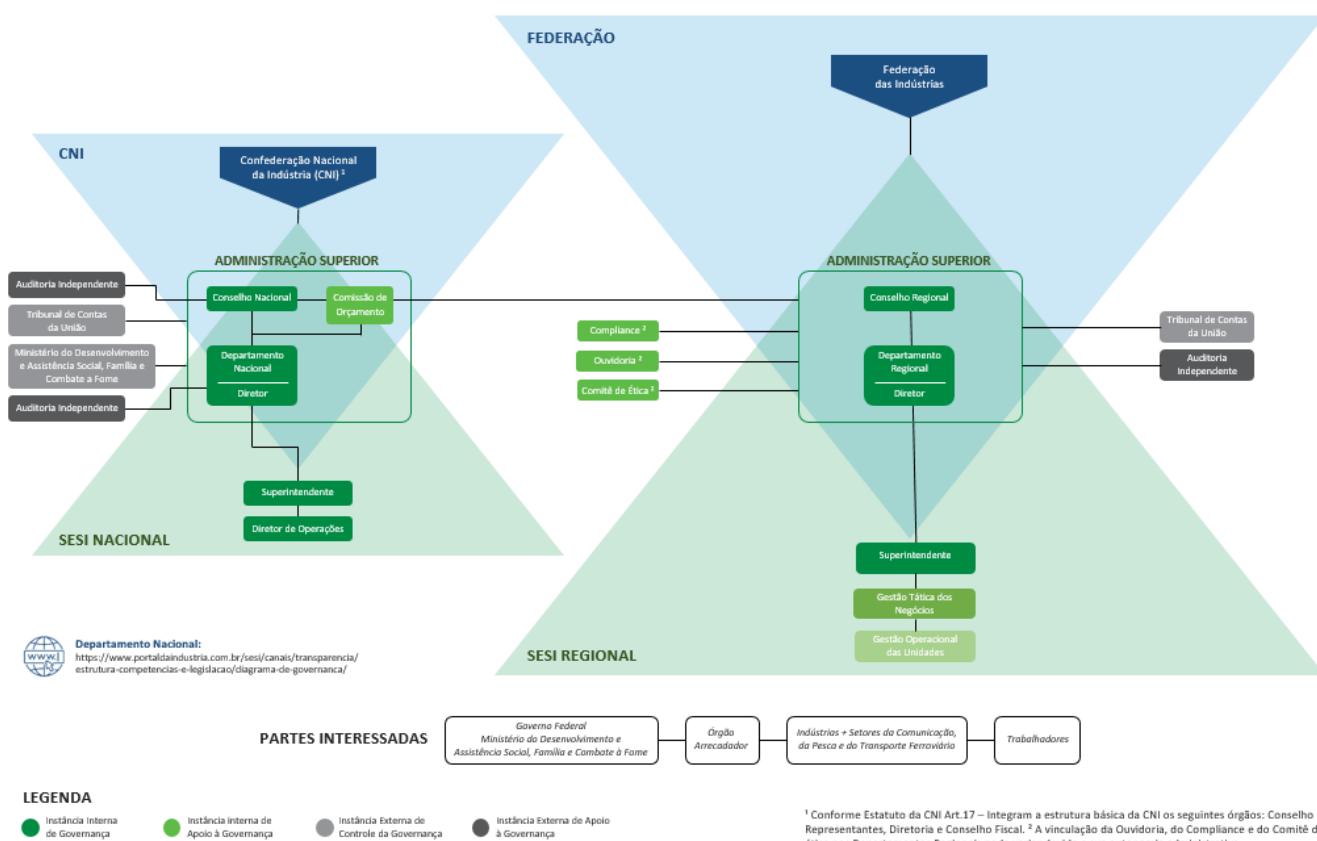 FEDERAÇÃO
Federação
das Indústrias
CNI
Confederação Nacional
da Indústria (CNI) ¹
ADMINISTRAÇÃO SUPERIOR
Auditoria Independente
Tribunal de Contas
da União
Ministério do Desenvolvimento
e Assistência Social, Família e
Combate a Fome
Auditoria Independente
Conselho Nacional
Comissão de
Orçamento
Departamento
Nacional
Diretor
Superintendente
Diretor de Operações
SESI NACIONAL
ADMINISTRAÇÃO SUPERIOR
Conselho Regional
Compliance ²
Ouvidoria ²
Comitê de Ética ²
Departamento
Regional
Diretor
Tribunal de Contas
da União
Auditoria
Independente
Superintendente
Gestão Tática dos
Negócios
Gestão Operacional
das Unidades
SESI REGIONAL
www.
Departamento Nacional:
https://www.portaldaindustria.com.br/sesi/canais/transparencia/
estrutura-competencias-e-legislacao/diagrama-de-governanca/
PARTES INTERESSADAS
Governo Federal
Ministério do Desenvolvimento e
Assistência Social, Família e Combate à Fome
Órgão
Arrecadador
Indústrias + Setores da Comunicação,
da Pesca e do Transporte Ferroviário
Trabalhadores
LEGENDA
Instância Interna
de Governança
Instância interna de
Apoio à Governança
Instância Externa de
Controle da Governança
Instância Externa de Apoio
à Governança
¹ Conforme Estatuto da CNI Art.17 – Integram a estrutura básica da CNI os seguintes órgãos: Conselho
Representantes, Diretoria e Conselho Fiscal. ² A vinculação da Ouvidoria, do Compliance e do Comitê d